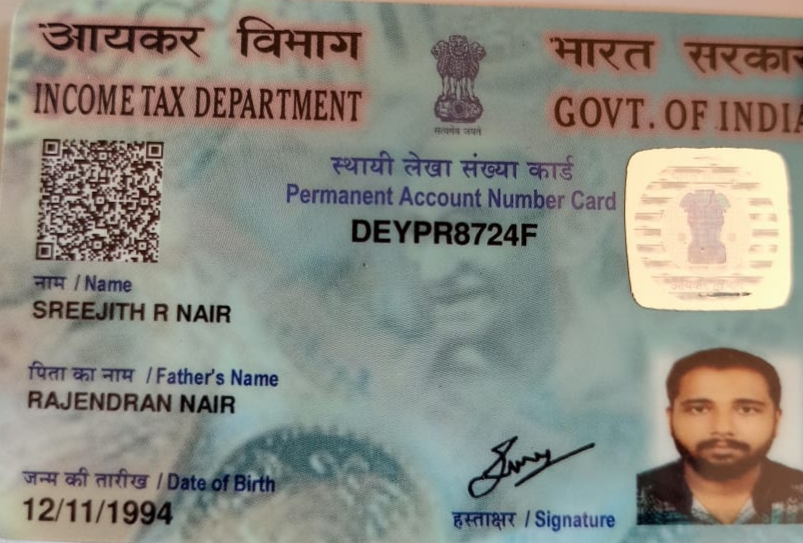 आयकर विभाग
INCOME TAX DEPARTMENT
सत्यमेव जयते
भारत सरकार
GOVT. OF INDIA
स्थायी लेखा संख्या कार्ड
Permanent Account Number Card
DEYPR8724F
नाम / Name
SREEJITH R NAIR
पिता का नाम / Father's Name
RAJENDRAN NAIR
जन्म की तारीख / Date of Birth
12/11/1994
हस्ताक्षर / Signature